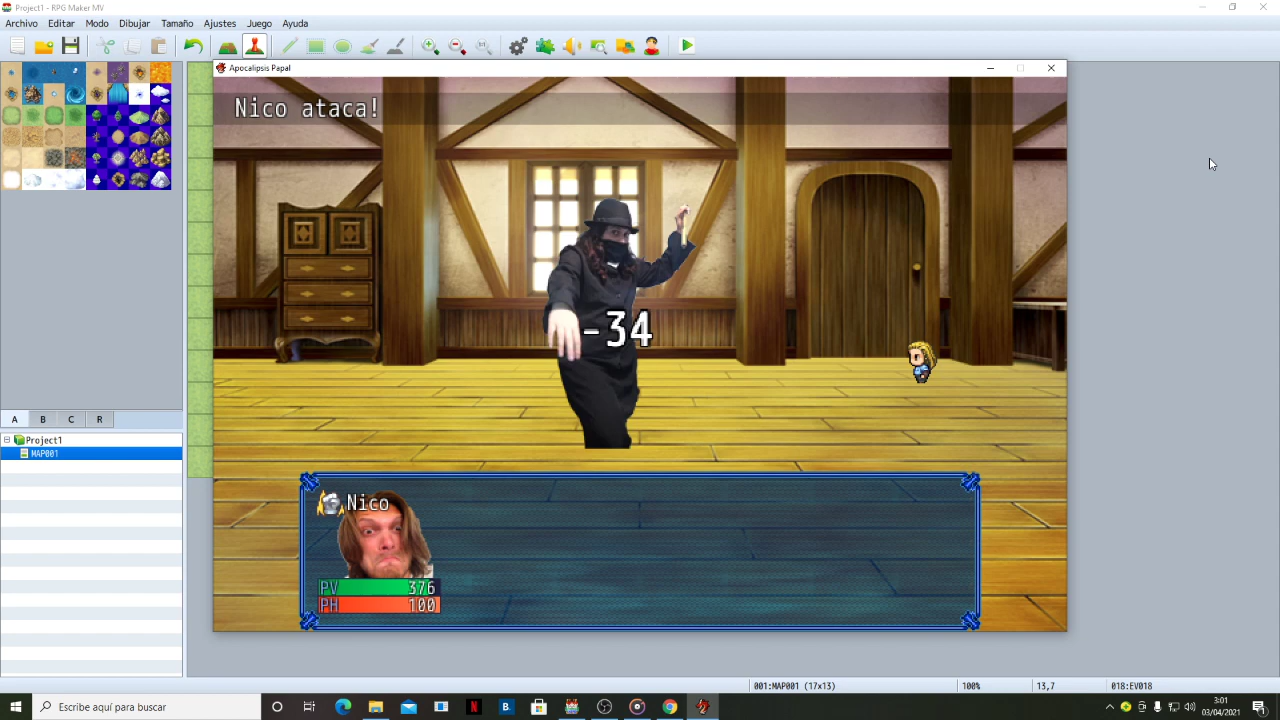 Project1 - RPG Maker MV
Archivo Editar Modo Dibujar Tamaño Ajustes Juego Ayuda
Apocalipsis Papal
Nico ataca!
-34
A B C R
Project1
MAP001
Nico
PV 376
PH 100
001:MAP001 (17x13) 100% 13,7 018:EV018
Escribe aquí para buscar
N
B.
3:01
03/04/2021